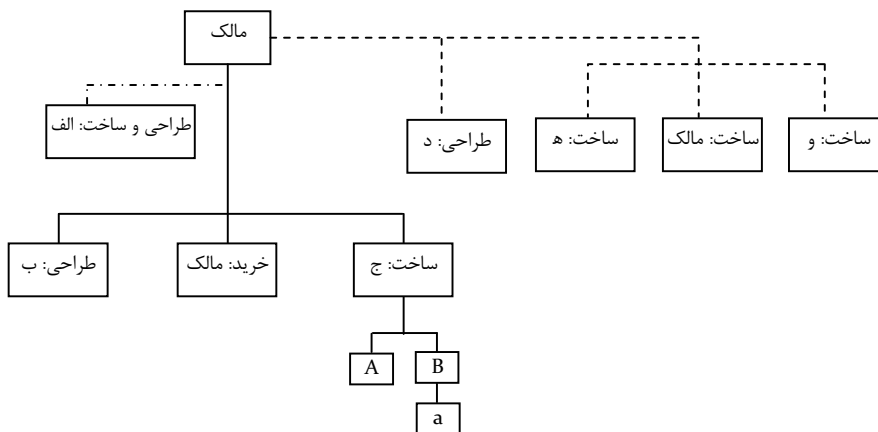 مالک
طراحی و ساخت: الف
طراحی: د
ساخت: ه
ساخت: مالک
ساخت: و
طراحی: ب
خرید: مالک
ساخت: ج
A
B
a